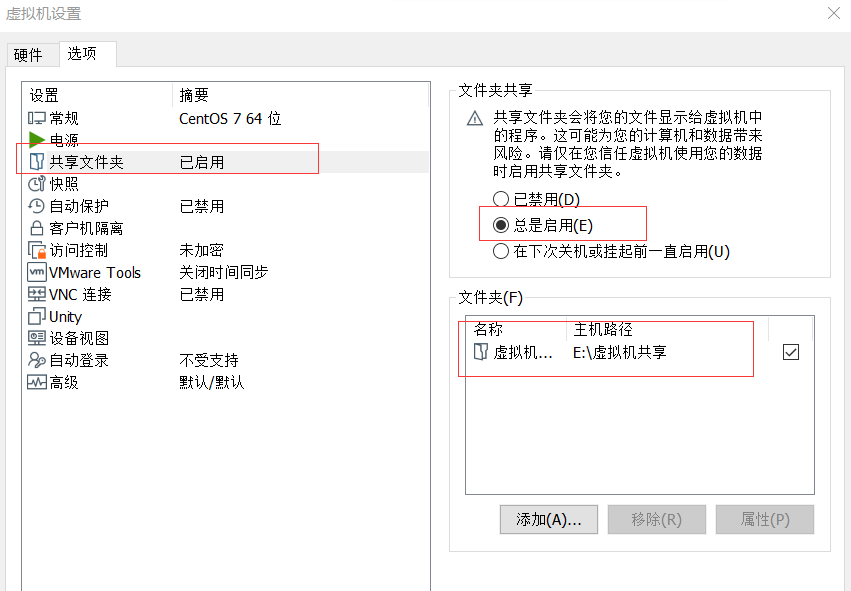 虚拟机设置
硬件 选项
设置 摘要
常规 CentOS 7 64 位
电源
共享文件夹 已启用
快照
自动保护 已禁用
客户机隔离
访问控制 未加密
VMware Tools 关闭时间同步
VNC 连接 已禁用
Unity
设备视图
自动登录 不受支持
高级 默认/默认
文件夹共享
共享文件夹会将您的文件显示给虚拟机中
的程序。这可能为您的计算机和数据带来
风险。请仅在您信任虚拟机使用您的数据
时启用共享文件夹。
已禁用(D)
总是启用(E)
在下次关机或挂起前一直启用(U)
文件夹(F)
名称 主机路径
虚拟机... E:\虚拟机共享
添加(A)... 移除(R) 属性(P)